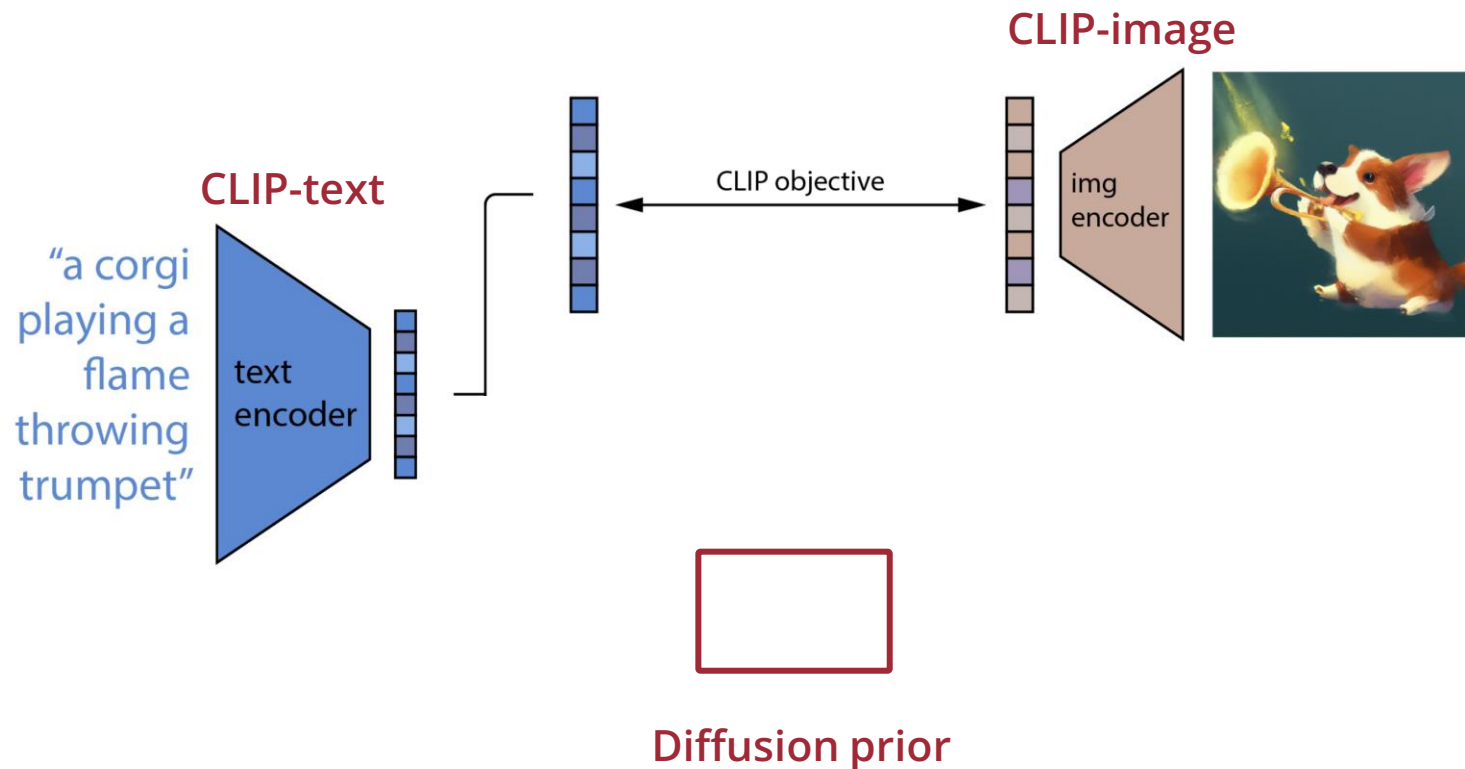 CLIP-image
CLIP-text
CLIP objective
img
encoder
“a corgi
playing a
flame
throwing
trumpet”
text
encoder
Diffusion prior